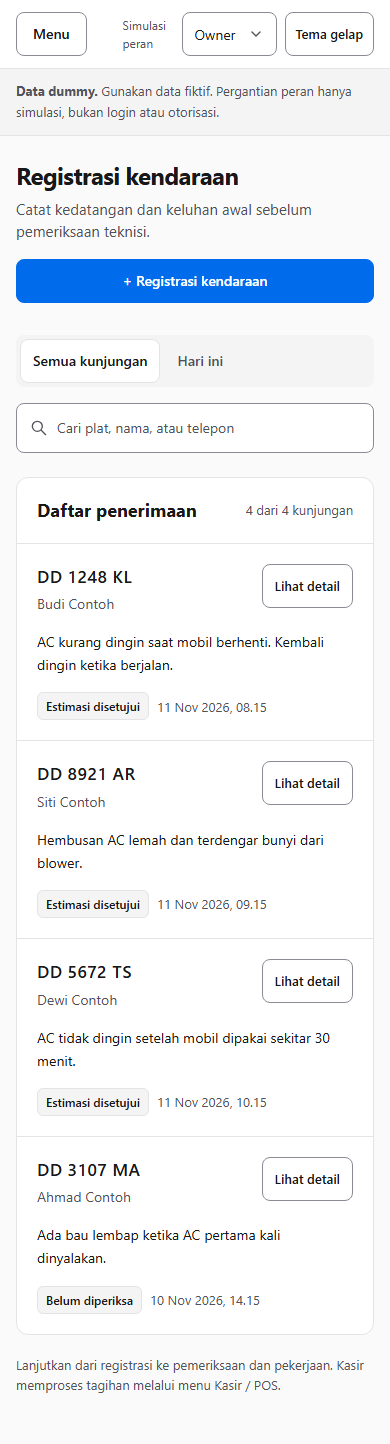 Menu
Simulasi
peran
Owner
Tema gelap
Data dummy. Gunakan data fiktif. Pergantian peran hanya
simulasi, bukan login atau otorisasi.
Registrasi kendaraan
Catat kedatangan dan keluhan awal sebelum
pemeriksaan teknisi.
+ Registrasi kendaraan
Semua kunjungan
Hari ini
Cari plat, nama, atau telepon
Daftar penerimaan
4 dari 4 kunjungan
DD 1248 KL
Lihat detail
Budi Contoh
AC kurang dingin saat mobil berhenti. Kembali
dingin ketika berjalan.
Estimasi disetujui
11 Nov 2026, 08.15
DD 8921 AR
Lihat detail
Siti Contoh
Hembusan AC lemah dan terdengar bunyi dari
blower.
Estimasi disetujui
11 Nov 2026, 09.15
DD 5672 TS
Lihat detail
Dewi Contoh
AC tidak dingin setelah mobil dipakai sekitar 30
menit.
Estimasi disetujui
11 Nov 2026, 10.15
DD 3107 MA
Lihat detail
Ahmad Contoh
Ada bau lembap ketika AC pertama kali
dinyalakan.
Belum diperiksa
10 Nov 2026, 14.15
Lanjutkan dari registrasi ke pemeriksaan dan pekerjaan. Kasir
memproses tagihan melalui menu Kasir / POS.